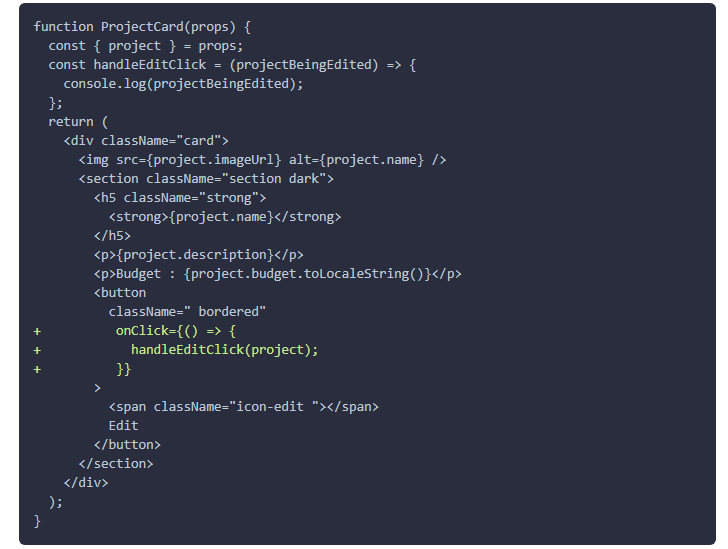 function ProjectCard(props) {
  const { project } = props;
  const handleEditClick = (projectBeingEdited) => {
    console.log(projectBeingEdited);
  };
  return (
    <div className="card">
      <img src={project.imageUrl} alt={project.name} />
      <section className="section dark">
        <h5 className="strong">
          <strong>{project.name}</strong>
        </h5>
        <p>{project.description}</p>
        <p>Budget : {project.budget.toLocaleString()}</p>
        <button
          className=" bordered"
+          onClick={() => {
+            handleEditClick(project);
+          }}
        >
          <span className="icon-edit "></span>
          Edit
        </button>
      </section>
    </div>
  );
}